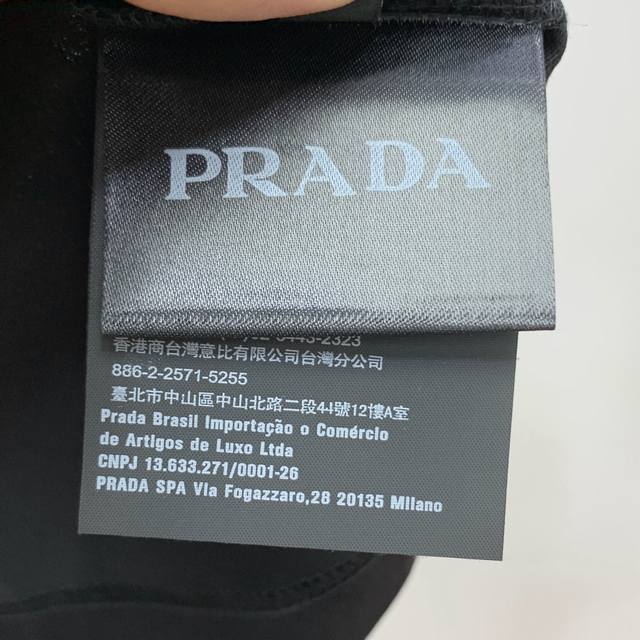 PRADA
香港商台灣意比有限公司台灣分公司
886-2-2571-5255
臺北市中山區中山北路二段44號12摟A室
Prada Brasil Importação o Comércio
de Artigos de Luxo Ltda
CNPJ 13.633.271/0001-26
PRADA SPA VIa Fogazzaro,28 20135 Milano